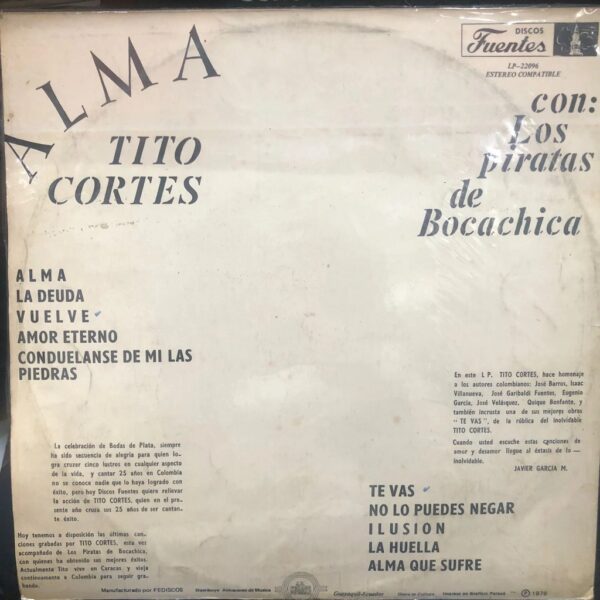 ALMA
TITO
CORTES
DISCOS
Fuentes
LP-22096
ESTEREO COMPATIBLE
con:
Los
piratas
de
Bocachica
ALMA
LA DEUDA
VUELVE
AMOR ETERNO
CONDUELANSE DE MI LAS
PIEDRAS
En este L P. TITO CORTES, hace homenaje
a los autores colombianos: José Barros, Isaac
Villanueva, José Garibaldi Fuentes, Eugenio
García, José Velásquez, Quique Bonfante, y
también incrusta una de sus mejores obras
" TE VAS ", de la rública del inolvidable
TITO CORTES.
Cuando usted escuche estas canciones de
amor y desamor llegue al éxtasis de lo —
inolvidable.
JAVIER GARCIA M.
La celebración de Bodas de Plata, siempre
ha sido secuencia de alegria para quien lo-
gra cruzar cinco lustros en cualquier aspecto
de la vida, y cantar 25 años en Colombia
no se conoce nadie que lo haya logrado con
éxito, pero hoy Discos Fuentes quiere relievar
la acción de TITO CORTES, quien en el pre-
sente año cruza sus 25 años de ser cantan-
te éxito.
Hoy tenemos a disposición las últimas can-
ciones grabadas por TITO CORTES, esta vez
acompañado de Los Piratas de Bocachica,
con quienes ha obtenido sus mejores éxitos.
Actualmente Tito vive en Caracas y viaja
continuamente a Colombia para seguir gra-
bando.
TE VAS
NO LO PUEDES NEGAR
ILUSION
LA HUELLA
ALMA QUE SUFRE
Manufacturado por FEDISCOS
Guayaquil-Ecuador
Disco es Cultura
℗ 1976